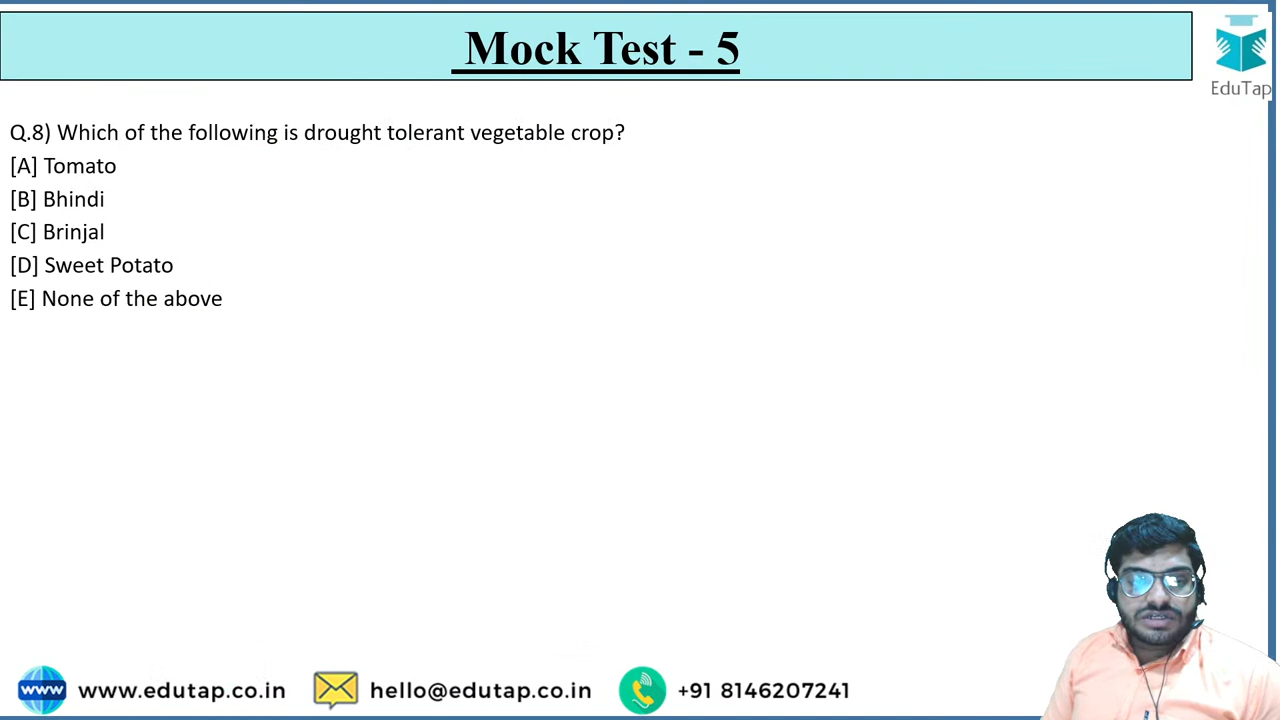 Mock Test - 5
EduTap
Q.8) Which of the following is drought tolerant vegetable crop?
[A] Tomato
[B] Bhindi
[C] Brinjal
[D] Sweet Potato
[E] None of the above
www www.edutap.co.in hello@edutap.co.in +91 8146207241